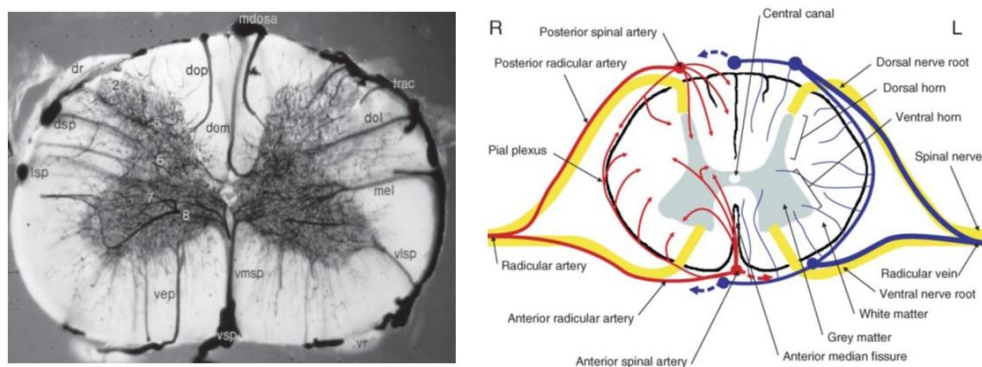 mdosa
dr
dop
2
trac
dsp
dom
dol
lsp
6
mel
7
8
9
vlsp
vmsp
vep
vsp
vr
R
L
Central canal
Posterior spinal artery
Posterior radicular artery
Dorsal nerve root
Dorsal horn
Ventral horn
Pial plexus
Spinal nerve
Radicular artery
Radicular vein
Ventral nerve root
Anterior radicular artery
White matter
Grey matter
Anterior spinal artery
Anterior median fissure